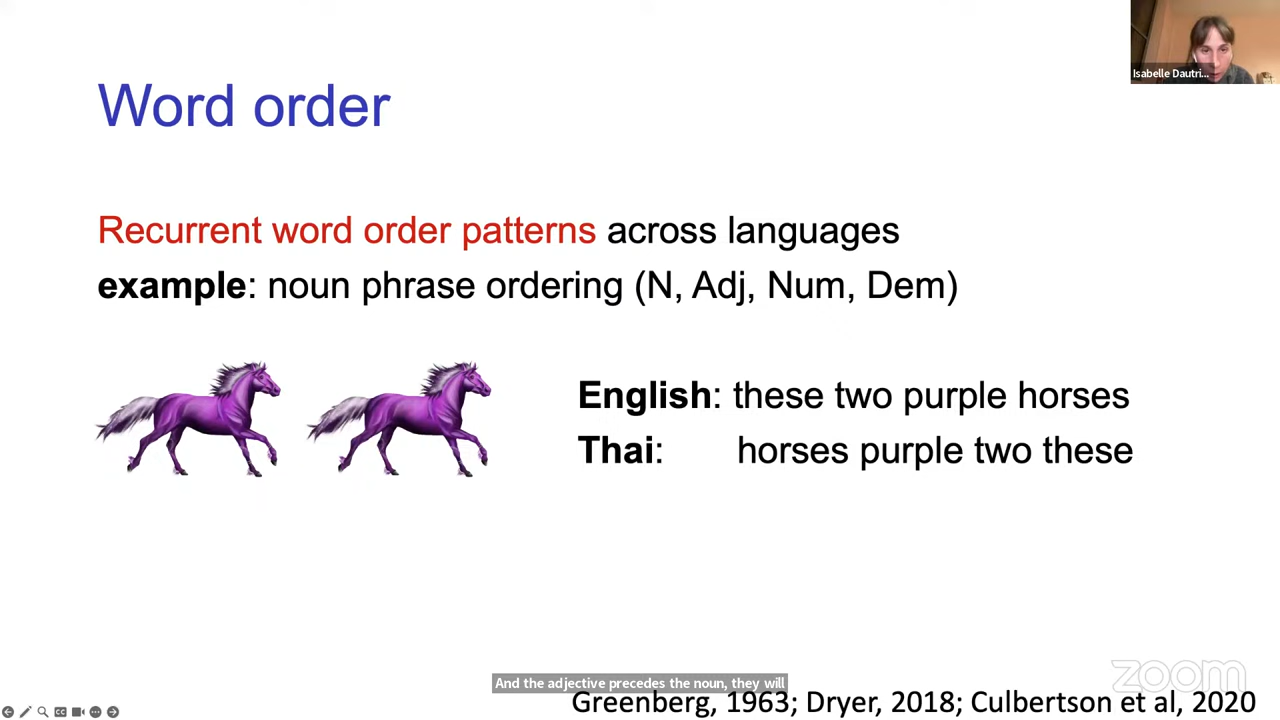 Isabelle Dautri...
Word order
Recurrent word order patterns across languages
example: noun phrase ordering (N, Adj, Num, Dem)
English: these two purple horses
Thai: horses purple two these
And the adjective precedes the noun, they will
Greenberg, 1963; Dryer, 2018; Culbertson et al, 2020
zoom
CC